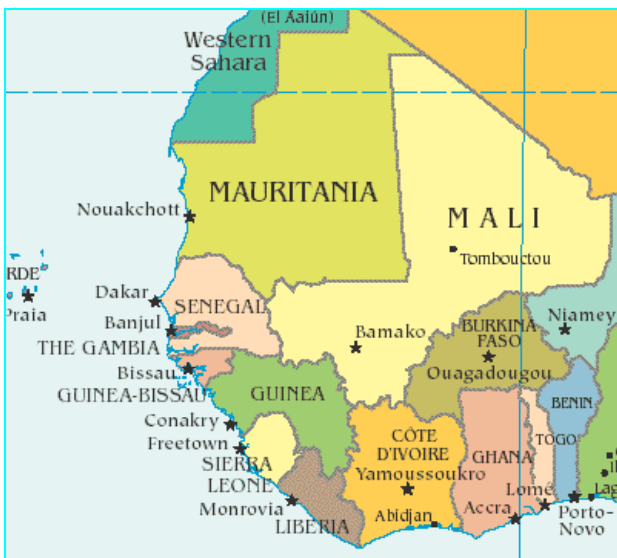 (El Aaiún)
Western
Sahara
MAURITANIA
Nouakchott
MALI
Tombouctou
RDE
Praia
Dakar
SENEGAL
Banjul
THE GAMBIA
Bissau
GUINEA-BISSAU
Bamako
BURKINA
FASO
Ouagadougou
Niamey
GUINEA
BENIN
Conakry
Freetown
SIERRA
LEONE
Monrovia
LIBERIA
CÔTE
D'IVOIRE
Yamoussoukro
Abidjan
GHANA
Accra
TOGO
Lomé
Porto-
Novo
Lag